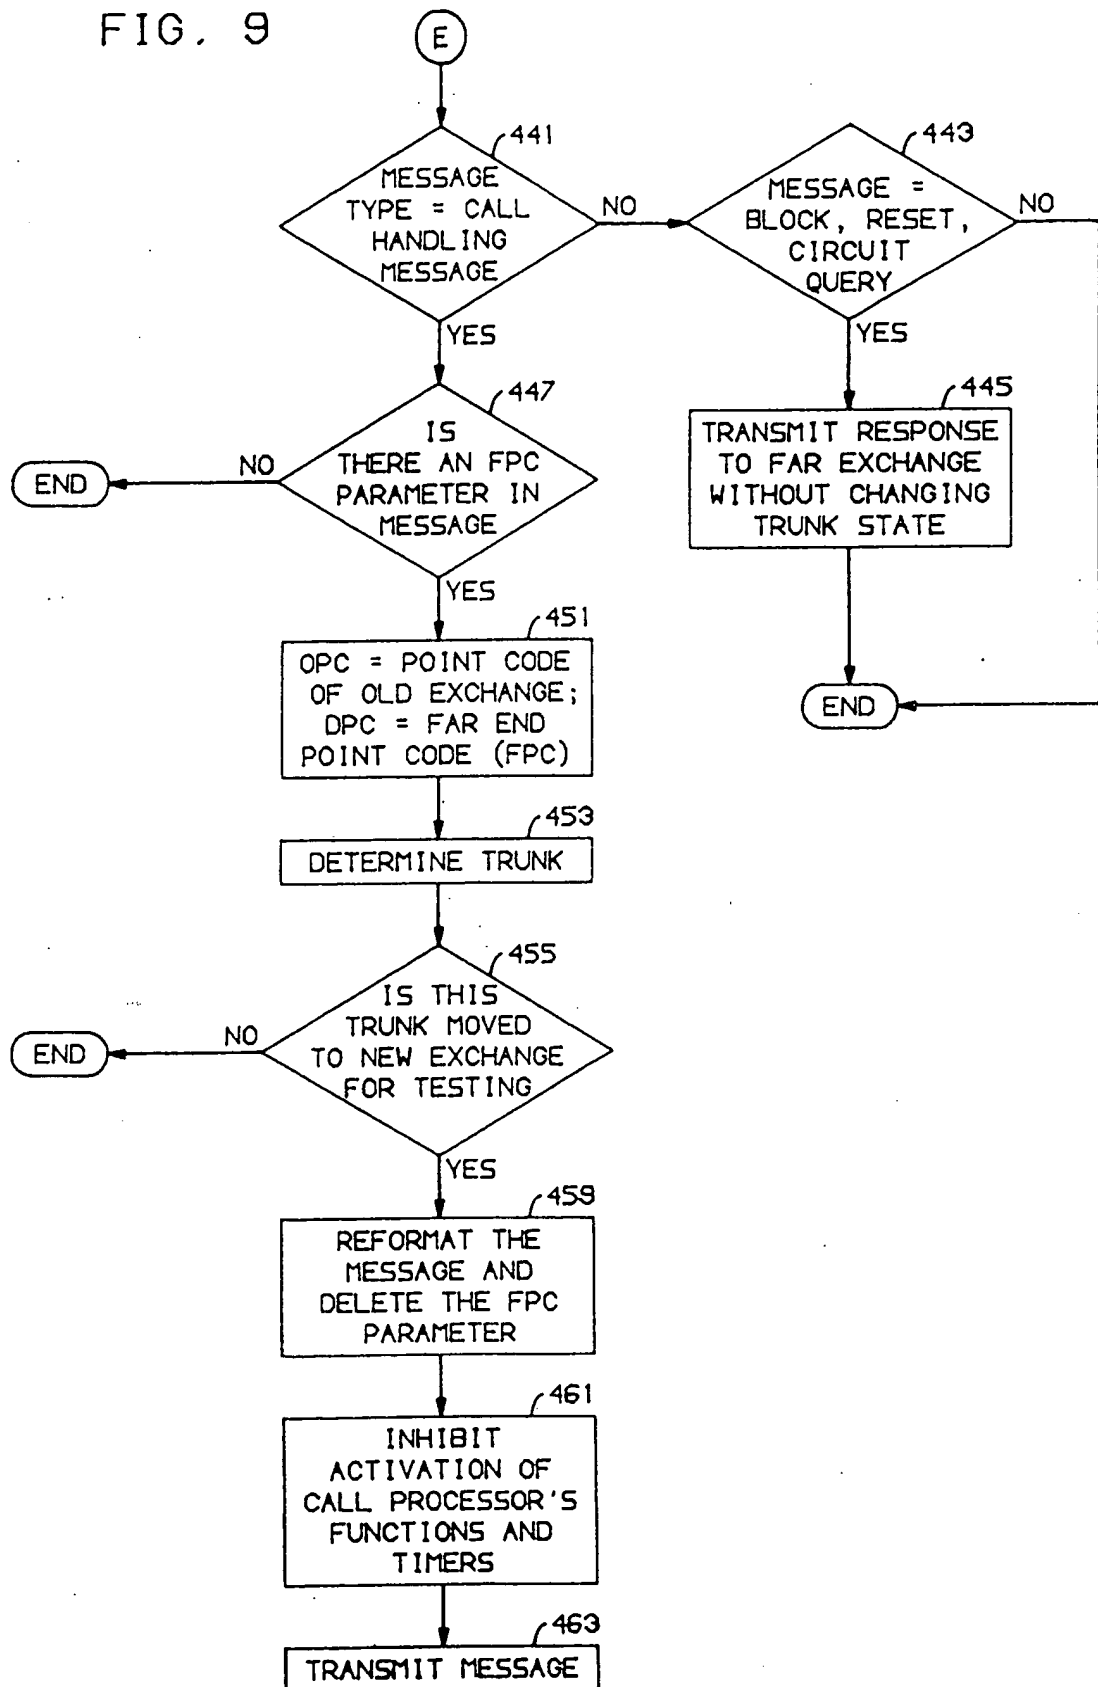 FIG. 9
E
441
MESSAGE
TYPE = CALL
HANDLING
MESSAGE
NO
YES
443
MESSAGE =
BLOCK, RESET,
CIRCUIT
QUERY
NO
YES
445
TRANSMIT RESPONSE
TO FAR EXCHANGE
WITHOUT CHANGING
TRUNK STATE
END
447
IS
THERE AN FPC
PARAMETER IN
MESSAGE
NO
END
YES
451
OPC = POINT CODE
OF OLD EXCHANGE;
DPC = FAR END
POINT CODE (FPC)
453
DETERMINE TRUNK
455
IS THIS
TRUNK MOVED
TO NEW EXCHANGE
FOR TESTING
NO
END
YES
459
REFORMAT THE
MESSAGE AND
DELETE THE FPC
PARAMETER
461
INHIBIT
ACTIVATION OF
CALL PROCESSOR'S
FUNCTIONS AND
TIMERS
463
TRANSMIT MESSAGE